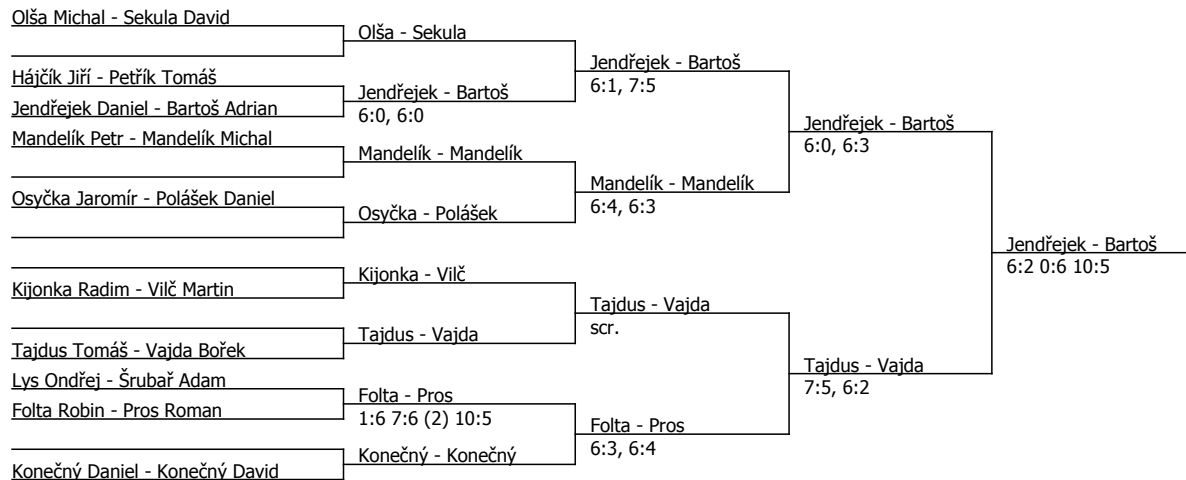 Olša Michal - Sekula David
Hájčík Jiří - Petřík Tomáš
Jendřejek Daniel - Bartoš Adrian
Mandelík Petr - Mandelík Michal
Osyčka Jaromír - Polášek Daniel
Kijonka Radim - Vilč Martin
Tajdus Tomáš - Vajda Bořek
Lys Ondřej - Šrubař Adam
Folta Robin - Pros Roman
Konečný Daniel - Konečný David
Olša - Sekula
Jendřejek - Bartoš
6:0, 6:0
Mandelík - Mandelík
Osyčka - Polášek
Kijonka - Vilč
Tajdus - Vajda
Folta - Pros
1:6 7:6 (2) 10:5
Konečný - Konečný
Jendřejek - Bartoš
6:1, 7:5
Mandelík - Mandelík
6:4, 6:3
Tajdus - Vajda
scr.
Folta - Pros
6:3, 6:4
Jendřejek - Bartoš
6:0, 6:3
Tajdus - Vajda
7:5, 6:2
Jendřejek - Bartoš
6:2 0:6 10:5